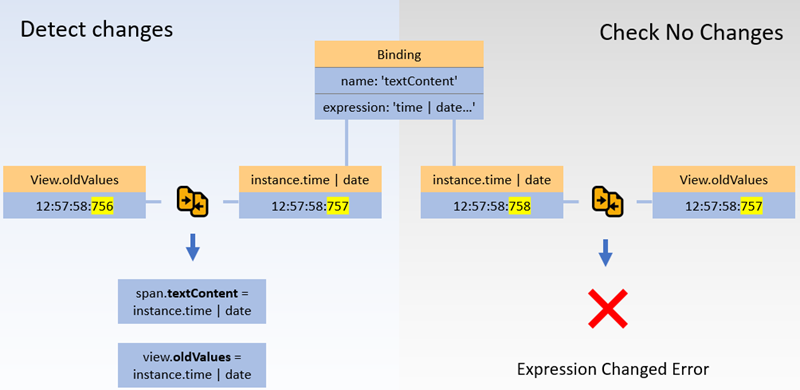 Detect changes
Check No Changes
Binding
name: 'textContent'
expression: 'time | date...'
View.oldValues
12:57:58:756
instance.time | date
12:57:58:757
instance.time | date
12:57:58:758
View.oldValues
12:57:58:757
span.textContent =
instance.time | date
view.oldValues =
instance.time | date
Expression Changed Error